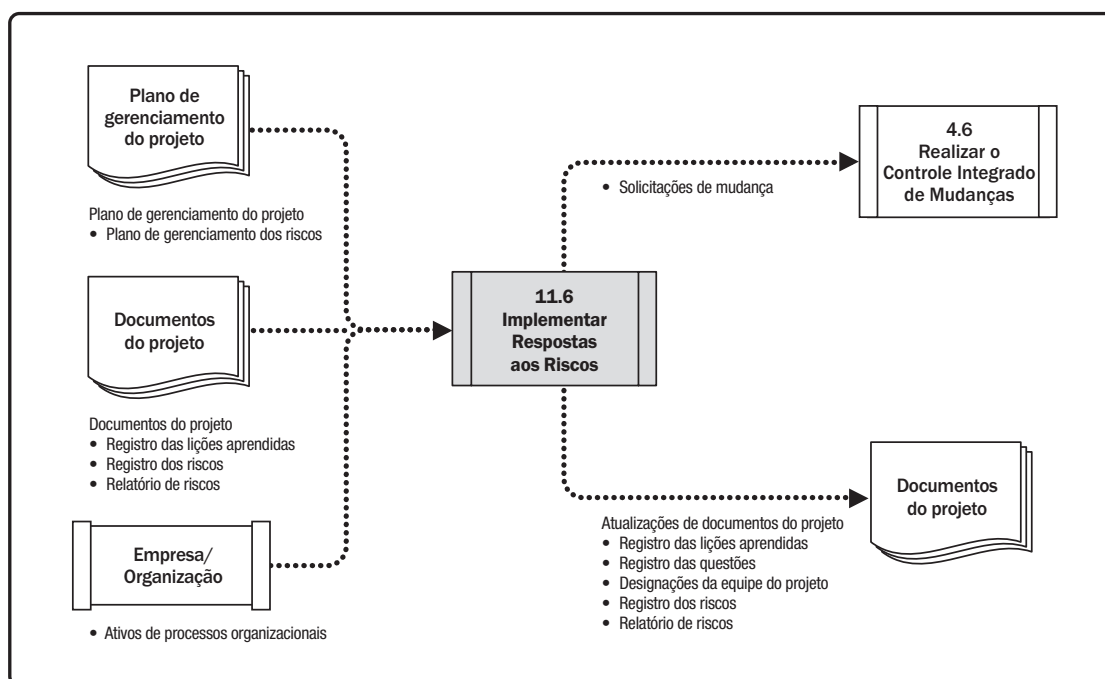 Plano de
gerenciamento
do projeto
Plano de gerenciamento do projeto
• Plano de gerenciamento dos riscos
Documentos
do projeto
Documentos do projeto
• Registro das lições aprendidas
• Registro dos riscos
• Relatório de riscos
Empresa/
Organização
• Ativos de processos organizacionais
11.6
Implementar
Respostas
aos Riscos
• Solicitações de mudança
4.6
Realizar o
Controle Integrado
de Mudanças
Atualizações de documentos do projeto
• Registro das lições aprendidas
• Registro das questões
• Designações da equipe do projeto
• Registro dos riscos
• Relatório de riscos
Documentos
do projeto